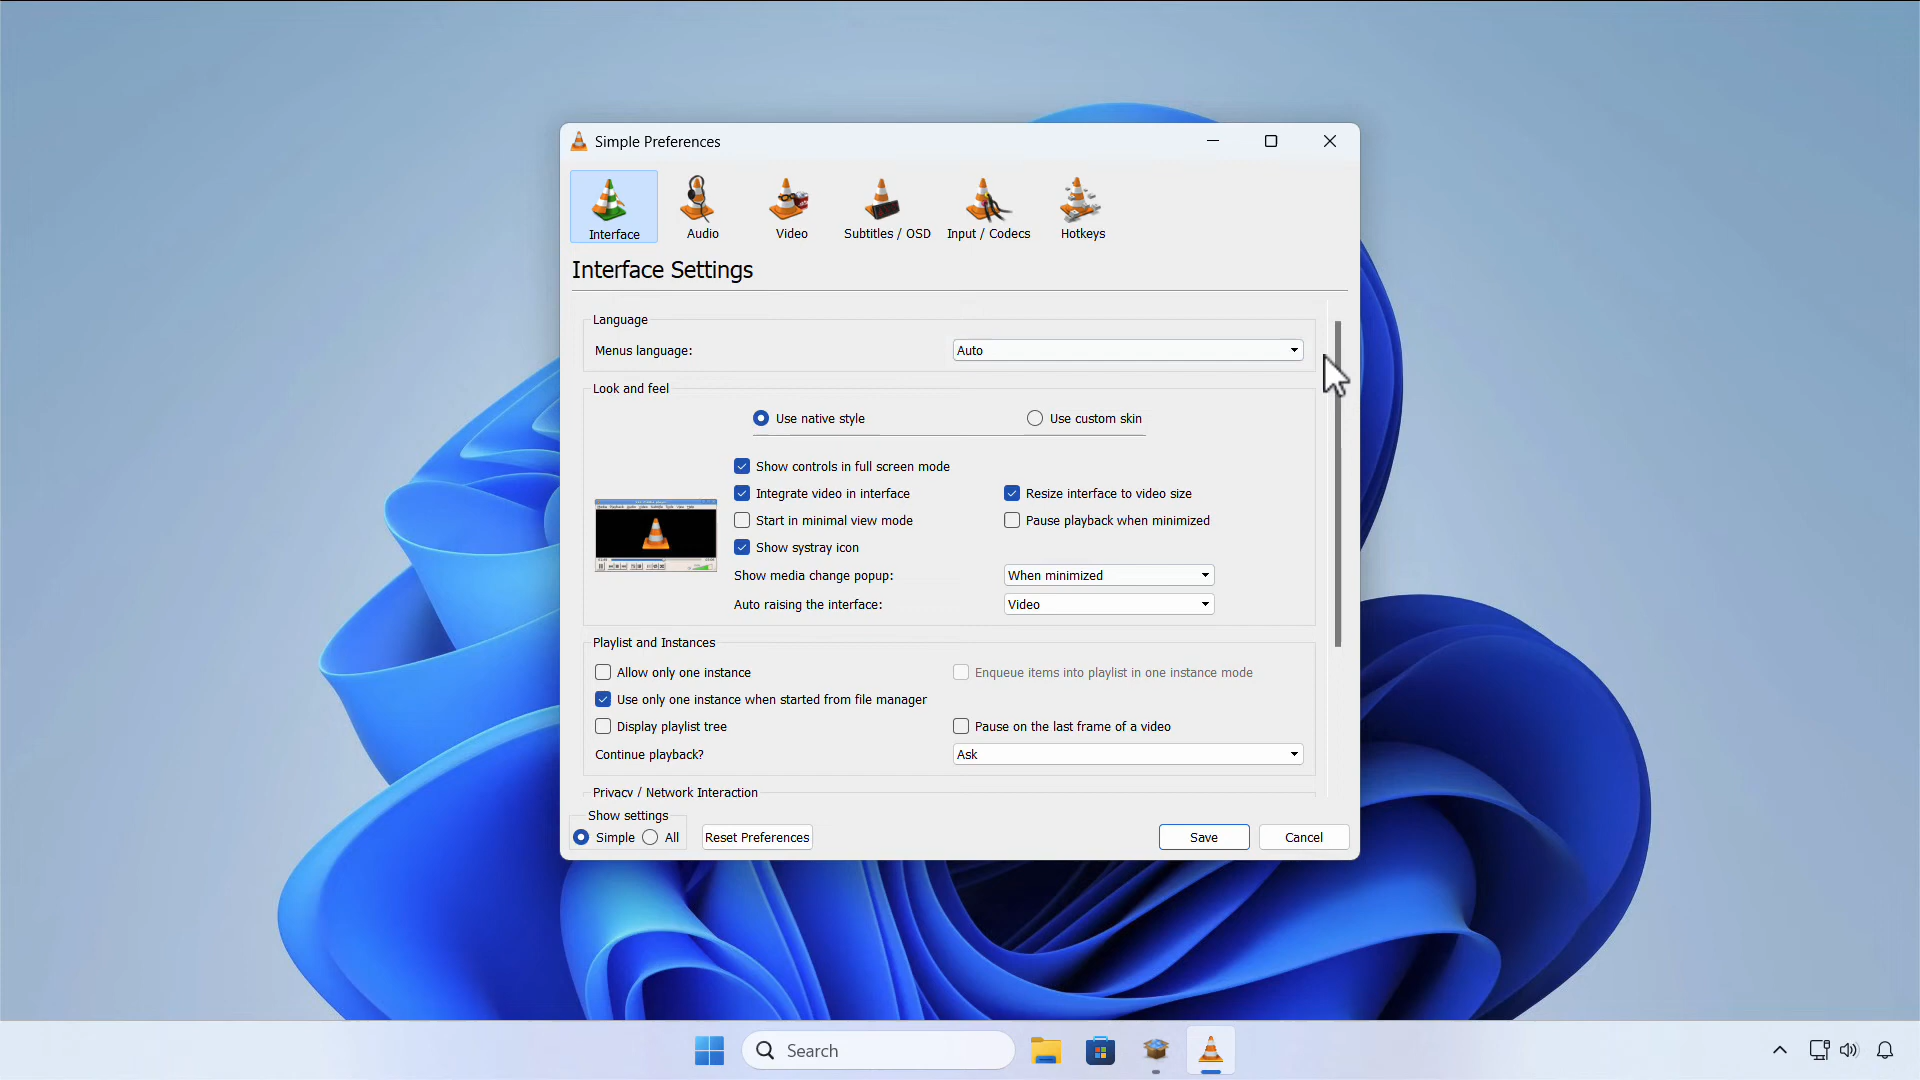 Simple Preferences
Interface
Audio
Video
Subtitles / OSD
Input / Codecs
Hotkeys
Interface Settings
Language
Menus language:
Auto
Look and feel
Use native style
Use custom skin
Show controls in full screen mode
Integrate video in interface
Resize interface to video size
Start in minimal view mode
Pause playback when minimized
Show systray icon
Show media change popup:
When minimized
Auto raising the interface:
Video
Playlist and Instances
Allow only one instance
Enqueue items into playlist in one instance mode
Use only one instance when started from file manager
Display playlist tree
Pause on the last frame of a video
Continue playback?
Ask
Privacy / Network Interaction
Show settings
Simple
All
Reset Preferences
Save
Cancel
Search